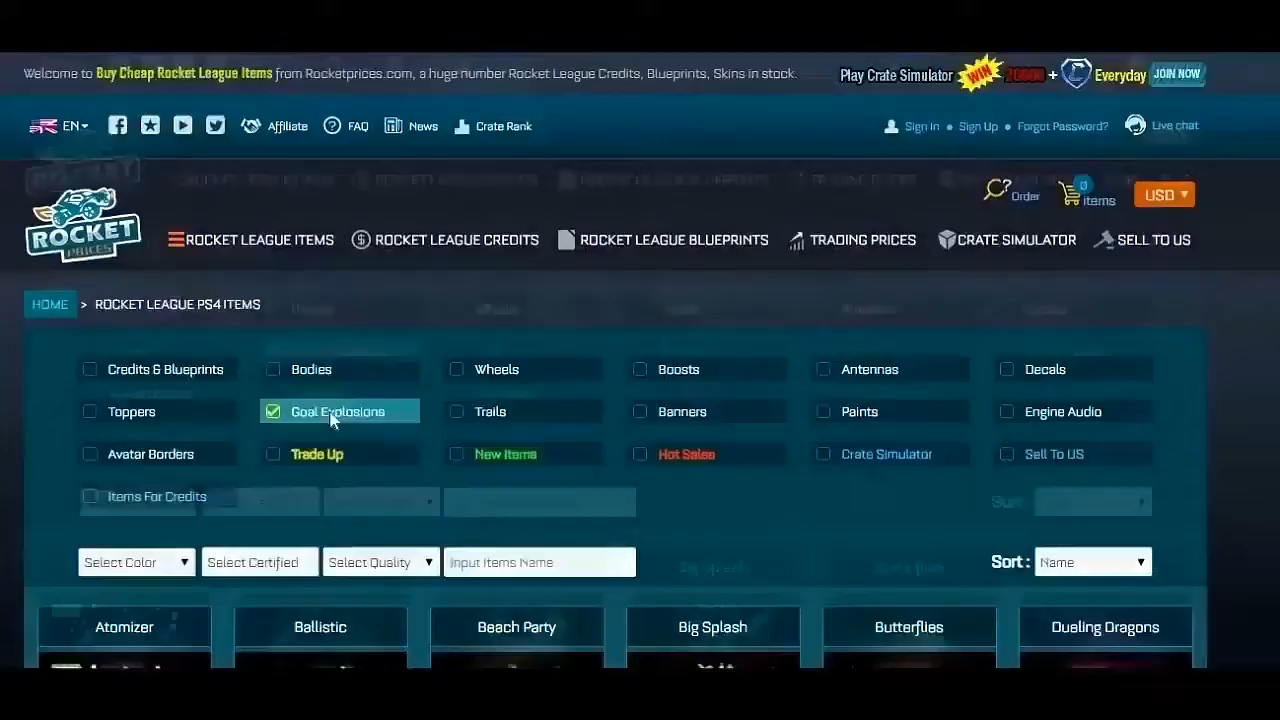 Welcome to Buy Cheap Rocket League Items from Rocketprices.com, a huge number Rocket League Credits, Blueprints, Skins in stock.
Play Crate Simulator WIN + Everyday JOIN NOW
EN Affiliate FAQ News Crate Rank Sign In Sign Up Forgot Password? Live chat
ROCKET PRICES
Order 0 items USD
ROCKET LEAGUE ITEMS ROCKET LEAGUE CREDITS ROCKET LEAGUE BLUEPRINTS TRADING PRICES CRATE SIMULATOR SELL TO US
HOME > ROCKET LEAGUE PS4 ITEMS
Credits & Blueprints Bodies Wheels Boosts Antennas Decals
Toppers Goal Explosions Trails Banners Paints Engine Audio
Avatar Borders Trade Up New Items Hot Sales Crate Simulator Sell To US
Items For Credits
Select Color Select Certified Select Quality Input Items Name Sort : Name
Atomizer Ballistic Beach Party Big Splash Butterflies Dueling Dragons